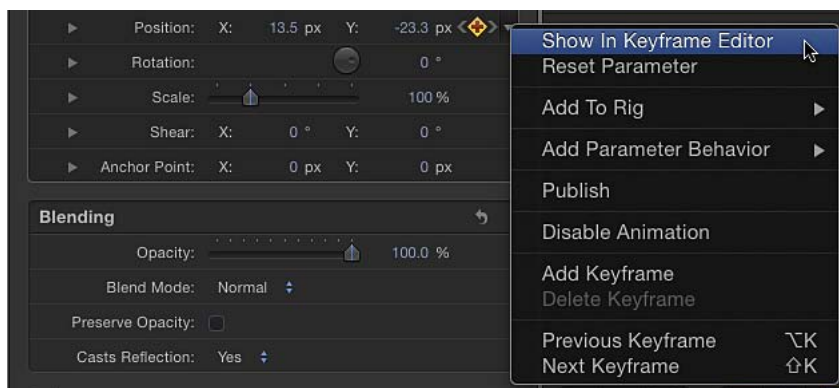 Position: X: 13.5 px Y: -23.3 px
Rotation: 0 °
Scale: 100 %
Shear: X: 0 ° Y: 0 °
Anchor Point: X: 0 px Y: 0 px
Blending
Opacity: 100.0 %
Blend Mode: Normal
Preserve Opacity:
Casts Reflection: Yes
Show In Keyframe Editor
Reset Parameter
Add To Rig
Add Parameter Behavior
Publish
Disable Animation
Add Keyframe
Delete Keyframe
Previous Keyframe ⌥K
Next Keyframe ⇧K